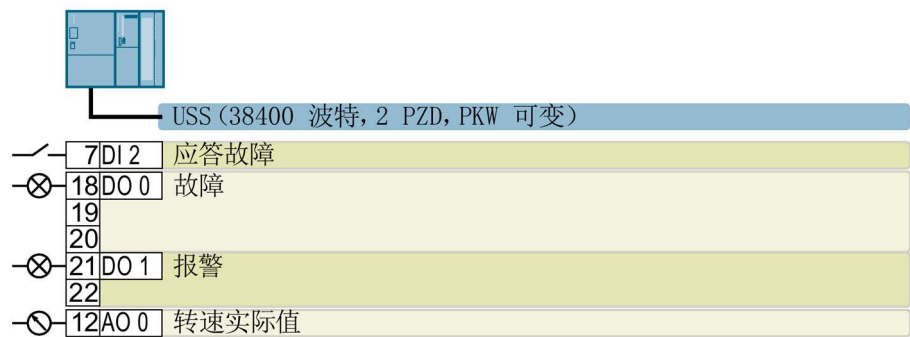 USS(38400 波特,2 PZD,PKW 可变)
7 DI 2 应答故障
18 DO 0 故障
19
20
21 DO 1 报警
22
12 AO 0 转速实际值